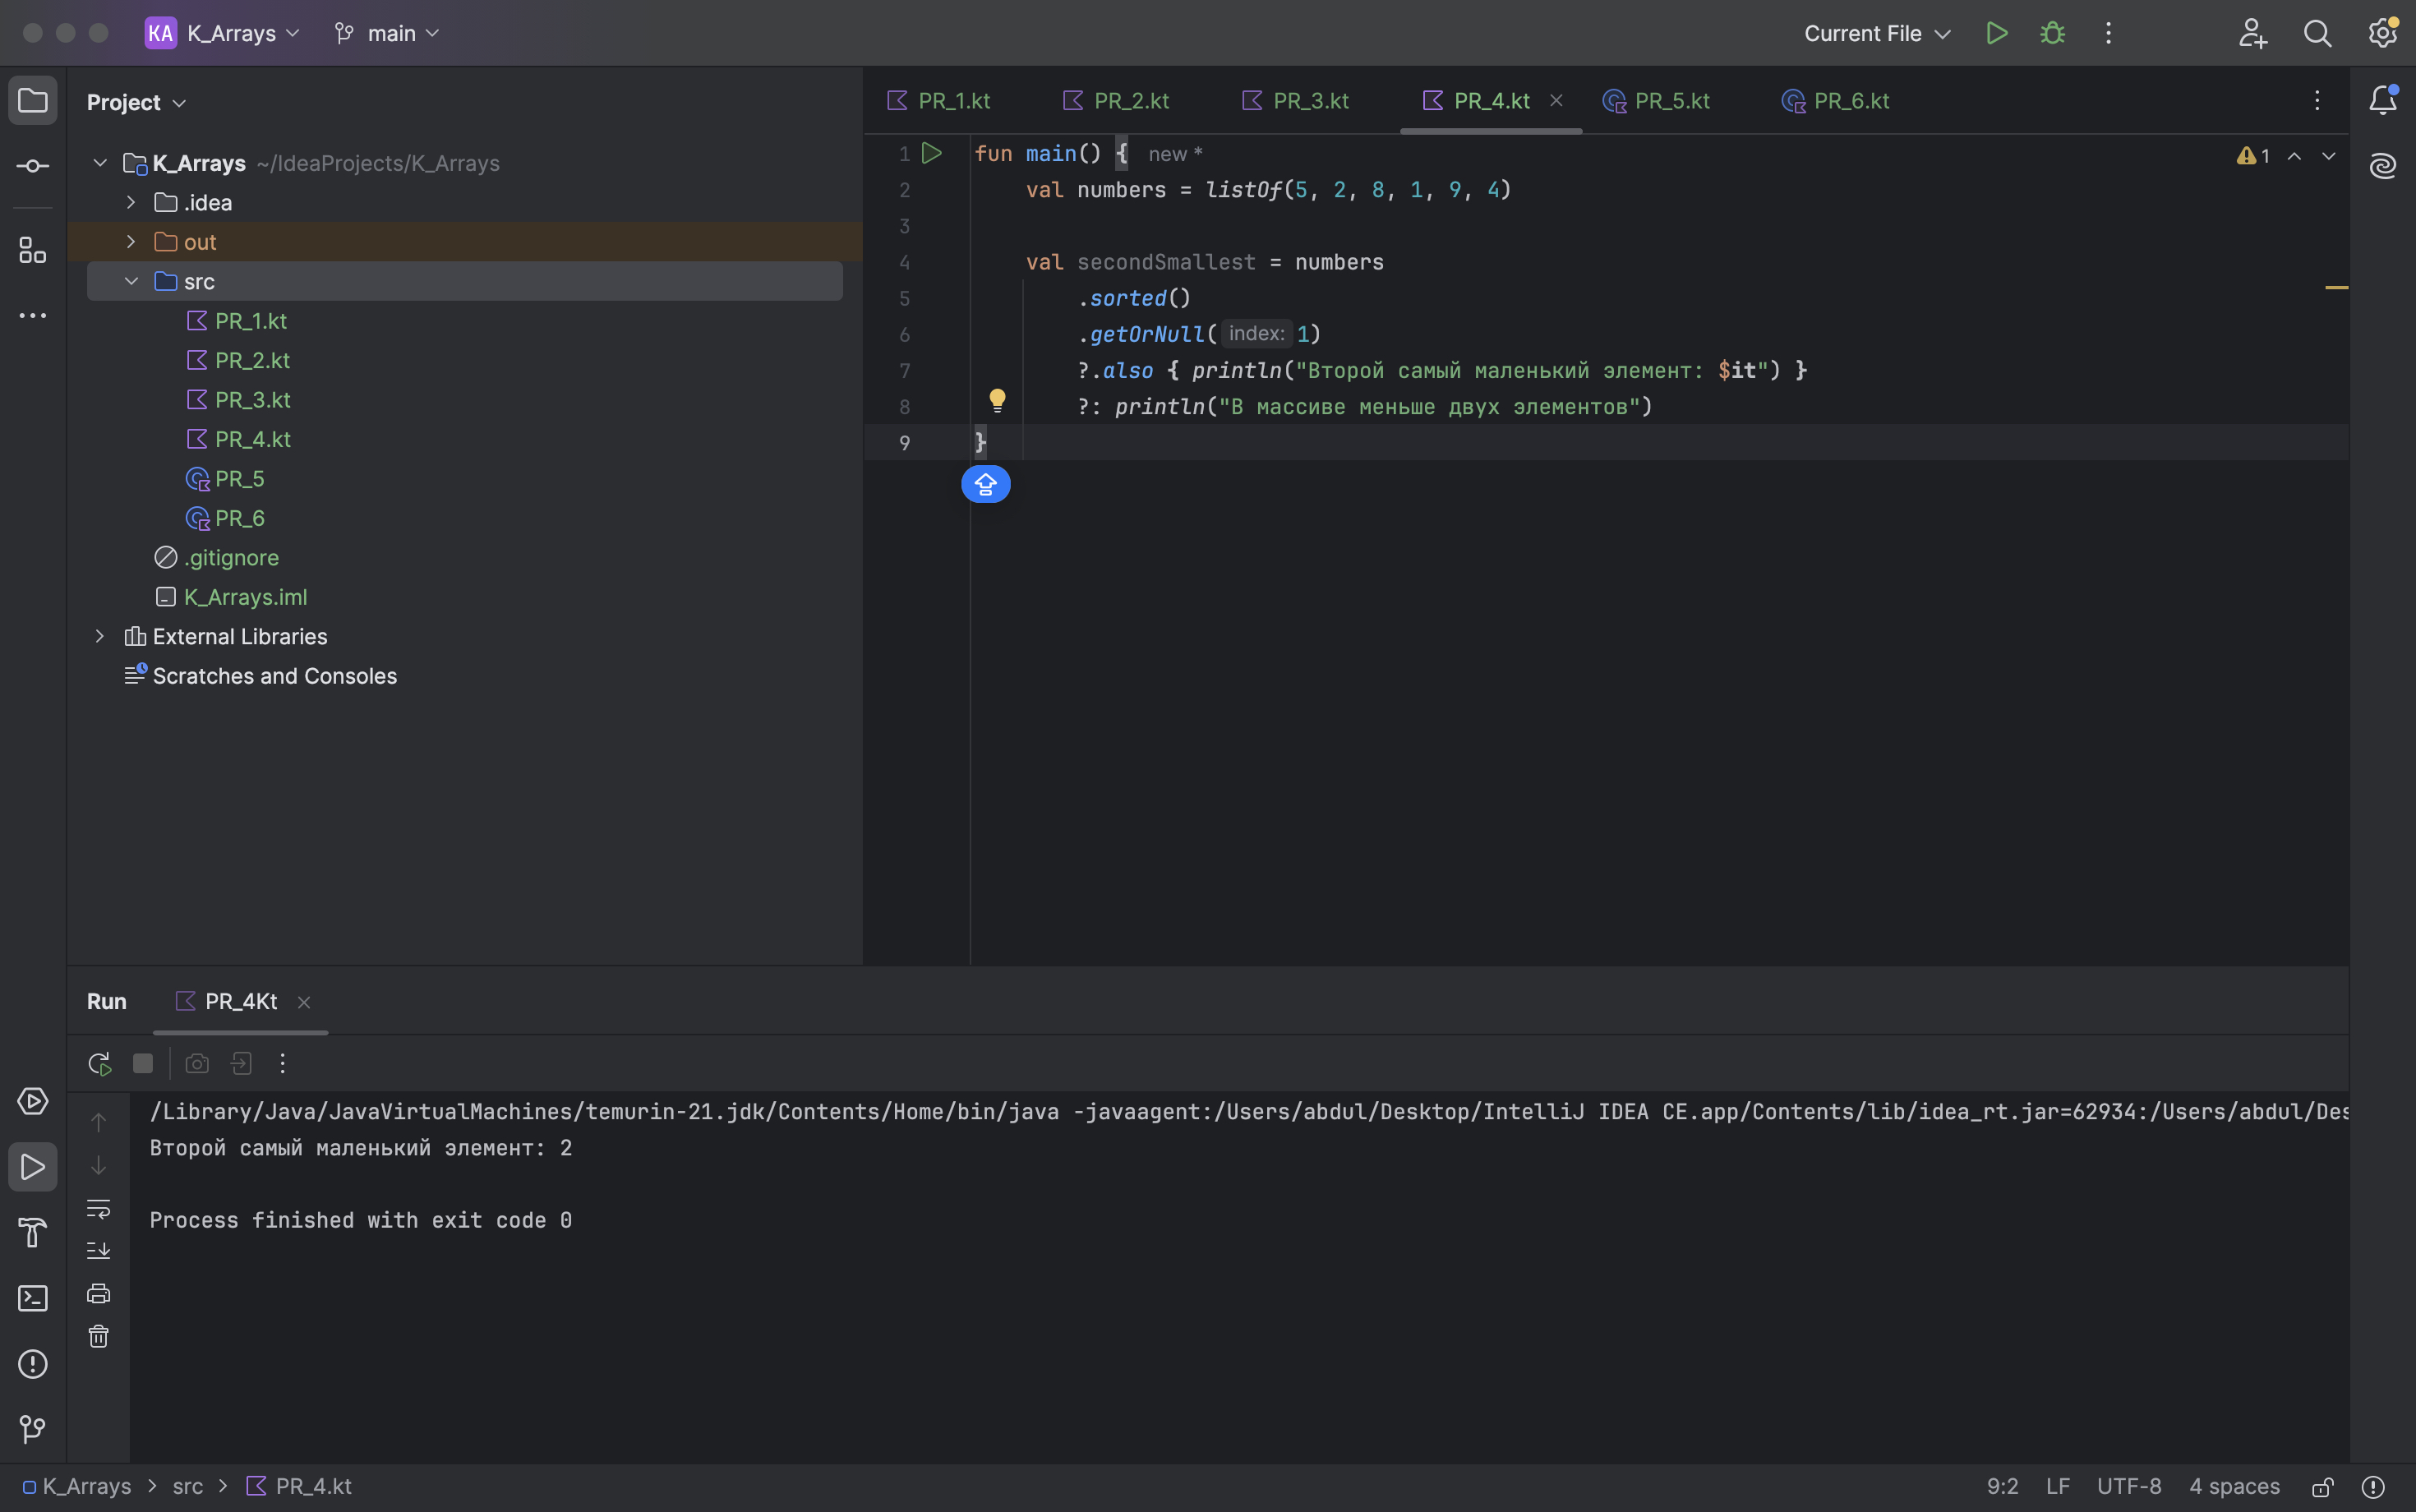 KA K_Arrays main Current File
Project
K_Arrays ~/IdeaProjects/K_Arrays
.idea
out
src
PR_1.kt
PR_2.kt
PR_3.kt
PR_4.kt
PR_5
PR_6
.gitignore
K_Arrays.iml
External Libraries
Scratches and Consoles
PR_1.kt PR_2.kt PR_3.kt PR_4.kt PR_5.kt PR_6.kt
1 fun main() { new *
2 val numbers = listOf(5, 2, 8, 1, 9, 4)
3
4 val secondSmallest = numbers
5 .sorted()
6 .getOrNull( index: 1)
7 ?.also { println("Второй самый маленький элемент: $it") }
8 ?: println("В массиве меньше двух элементов")
9 }
1
Run PR_4Kt
/Library/Java/JavaVirtualMachines/temurin-21.jdk/Contents/Home/bin/java -javaagent:/Users/abdul/Desktop/IntelliJ IDEA CE.app/Contents/lib/idea_rt.jar=62934:/Users/abdul/Des
Второй самый маленький элемент: 2
Process finished with exit code 0
K_Arrays > src > PR_4.kt 9:2 LF UTF-8 4 spaces